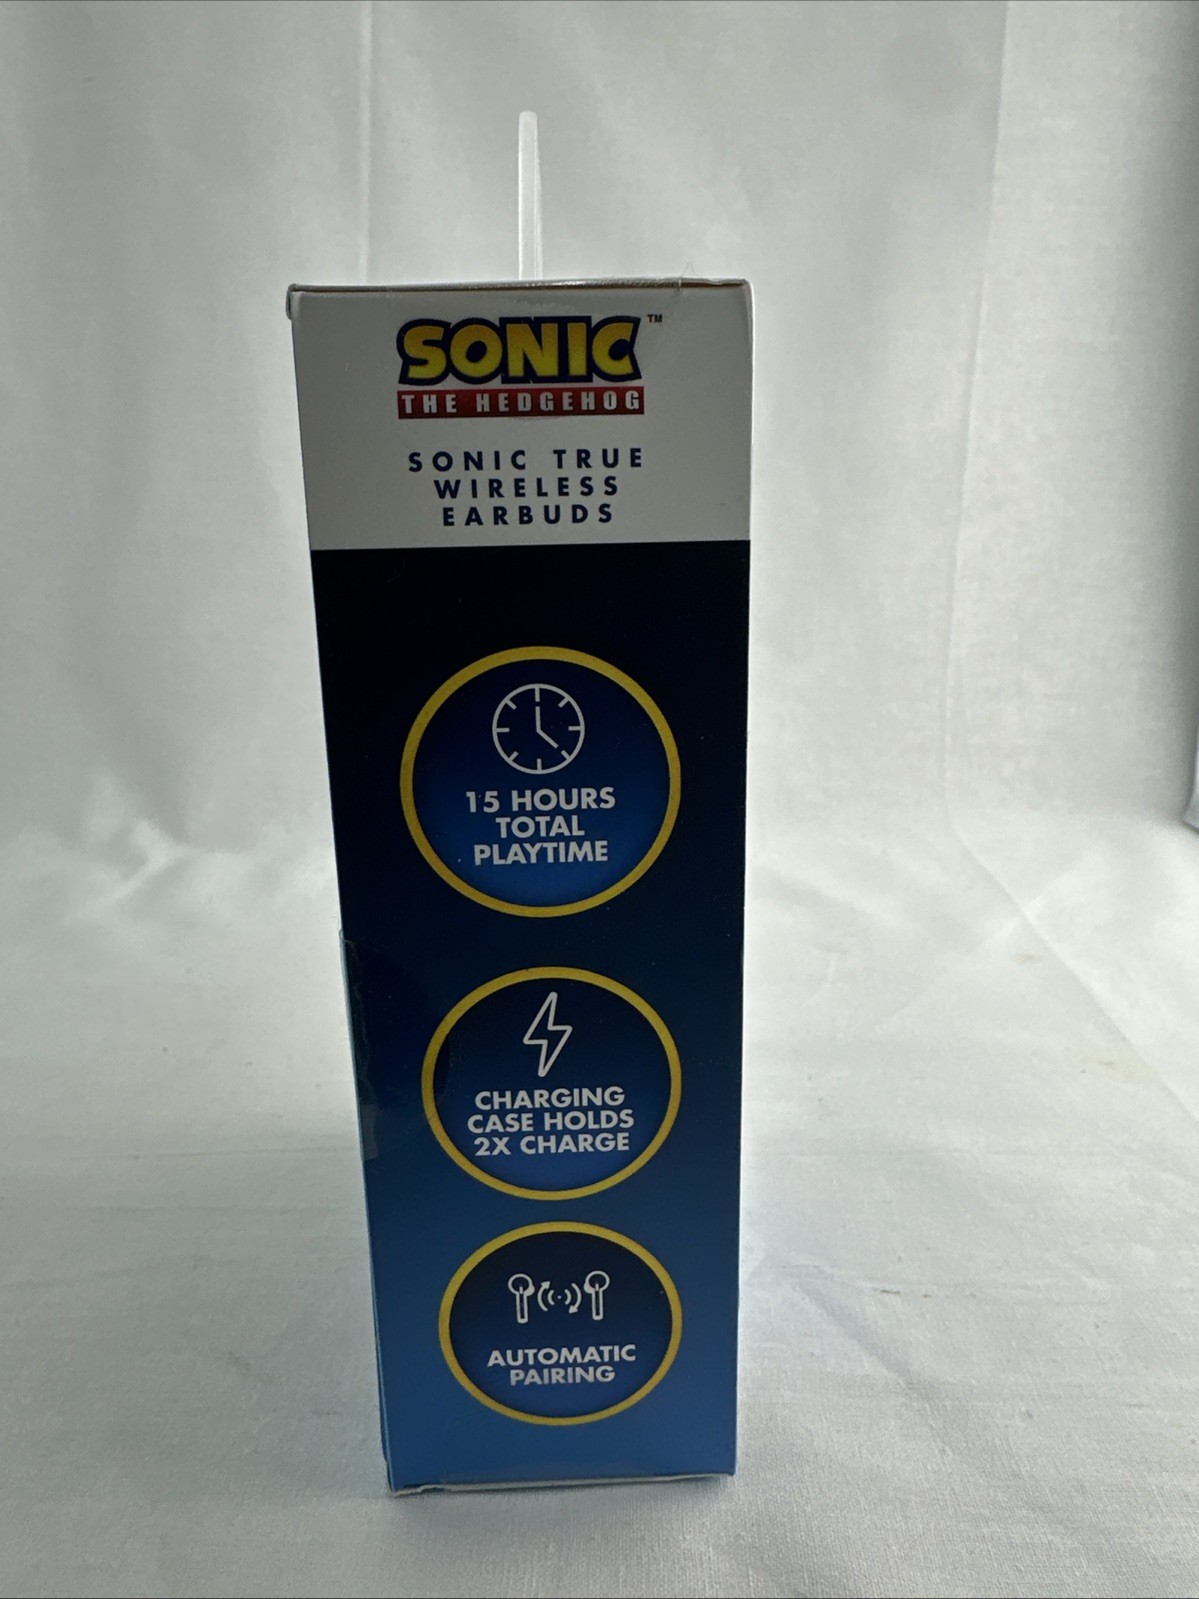 SONIC™
THE HEDGEHOG
SONIC TRUE
WIRELESS
EARBUDS
15 HOURS
TOTAL
PLAYTIME
CHARGING
CASE HOLDS
2X CHARGE
AUTOMATIC
PAIRING